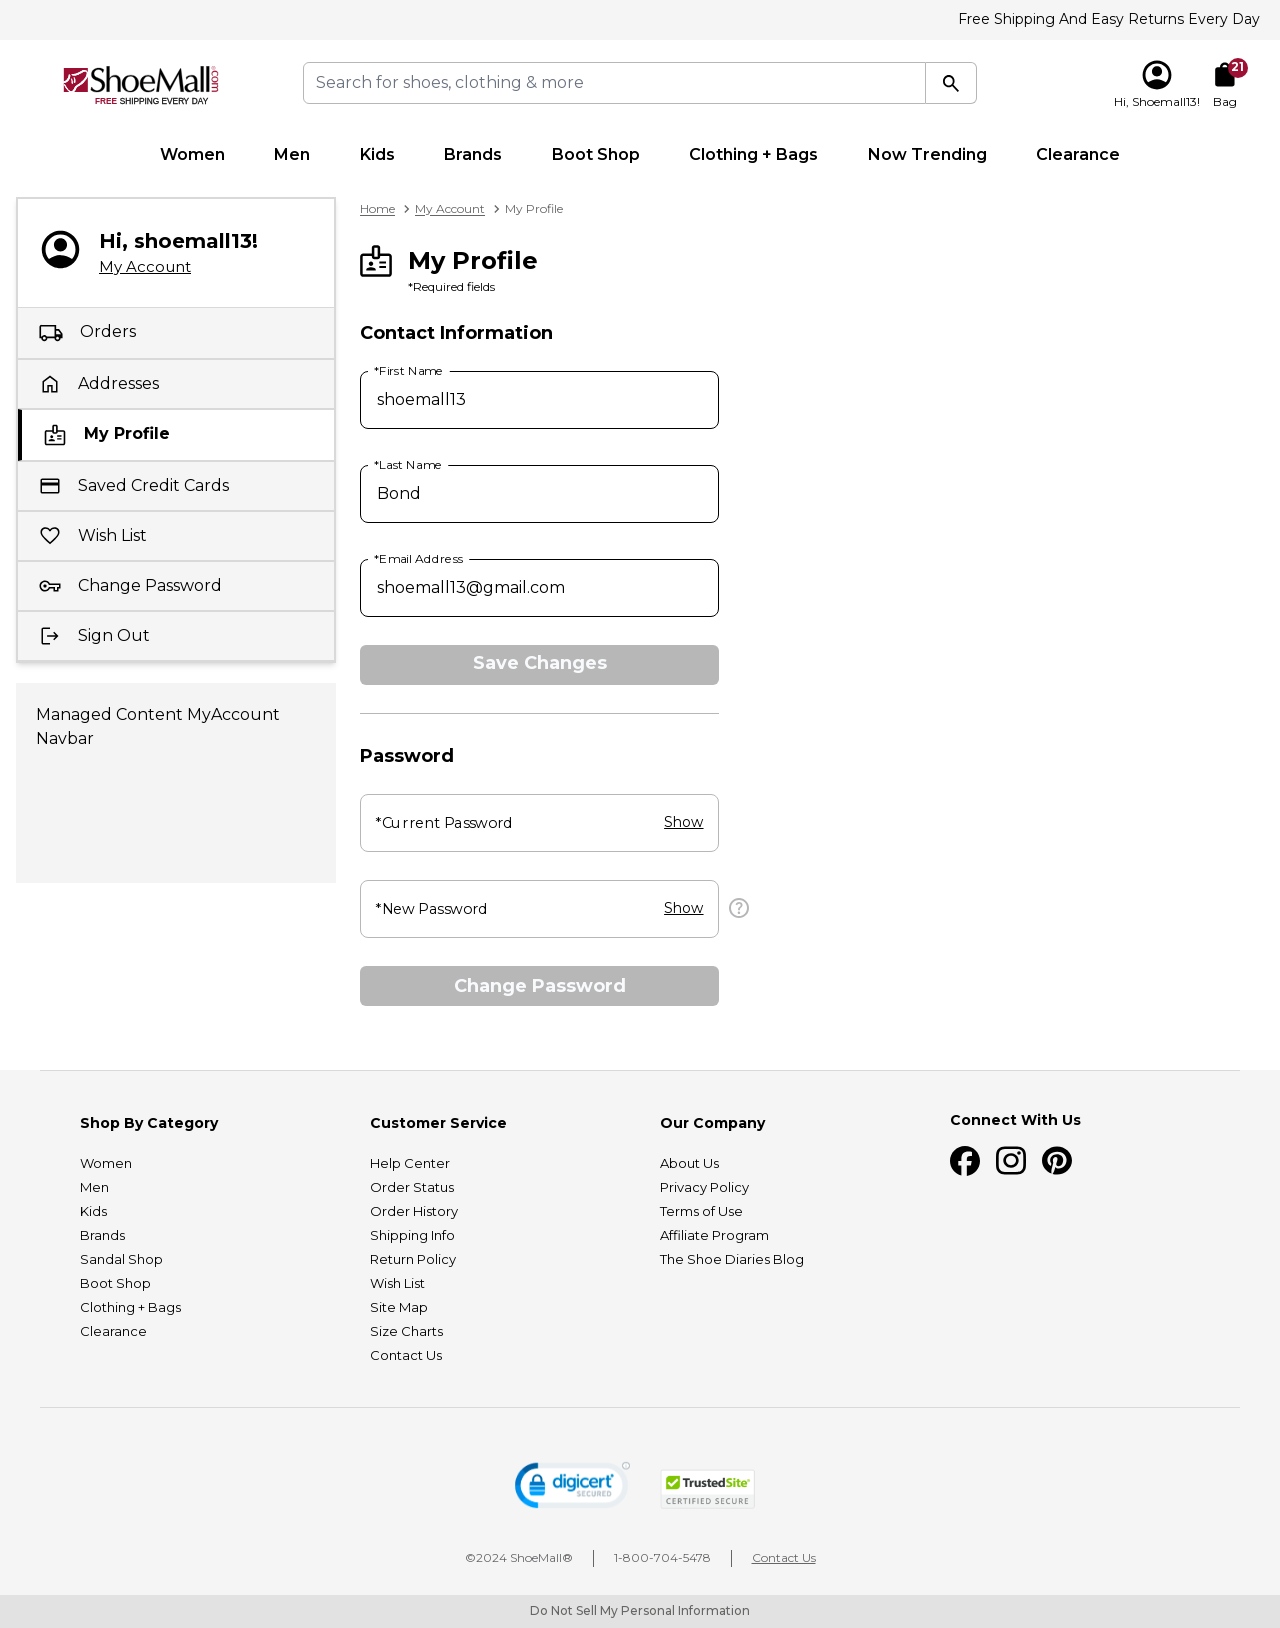 Free Shipping And Easy Returns Every Day
ShoeMall.com
FREE SHIPPING EVERY DAY
Search for shoes, clothing & more
21
Hi, Shoemall13!
Bag
Women
Men
Kids
Brands
Boot Shop
Clothing + Bags
Now Trending
Clearance
Hi, shoemall13!
My Account
Orders
Addresses
My Profile
Saved Credit Cards
Wish List
Change Password
Sign Out
Managed Content MyAccount
Navbar
Home
My Account
My Profile
My Profile
*Required fields
Contact Information
*First Name
shoemall13
*Last Name
Bond
*Email Address
shoemall13@gmail.com
Save Changes
Password
*Current Password
Show
*New Password
Show
?
Change Password
Shop By Category
Women
Men
Kids
Brands
Sandal Shop
Boot Shop
Clothing + Bags
Clearance
Customer Service
Help Center
Order Status
Order History
Shipping Info
Return Policy
Wish List
Site Map
Size Charts
Contact Us
Our Company
About Us
Privacy Policy
Terms of Use
Affiliate Program
The Shoe Diaries Blog
Connect With Us
digicert
SECURED
TrustedSite
CERTIFIED SECURE
©2024 ShoeMall®
1-800-704-5478
Contact Us
Do Not Sell My Personal Information